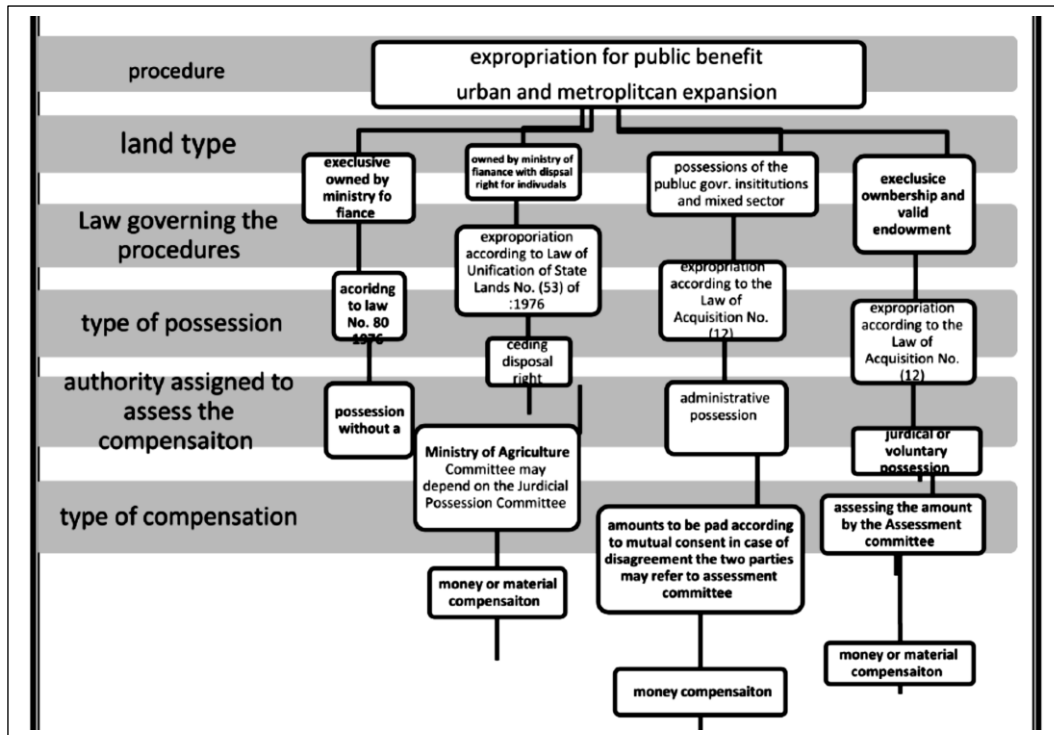 procedure
expropriation for public benefit
urban and metroplitcan expansion
land type
execlusive
owned by
ministry fo
fiance
owned by ministry of
fianance with dispsal
right for indivudals
possessions of the
publuc govr. insititutions
and mixed sector
execlusice
ownbership and
valid
endowment
Law governing the
procedures
exproporiation
according to Law of
Unification of State
Lands No. (53) of
:1976
type of possession
acoridng
to law
No. 80
1976
expropriation
according to the
Law of
Acquisition No.
(12)
expropriation
according to the
Law of
Acquisition No.
(12)
ceding
disposal
right
authority assigned to
assess the
compensaiton
possession
without a
administrative
possession
Ministry of Agriculture
Committee may
depend on the Jurdicial
Possession Committee
jurdical or
voluntary
possession
type of compensation
amounts to be pad according
to mutual consent in case of
disagreement the two parties
may refer to assessment
committee
assessing the amount
by the Assessment
committee
money or material
compensaiton
money compensaiton
money or material
compensaiton